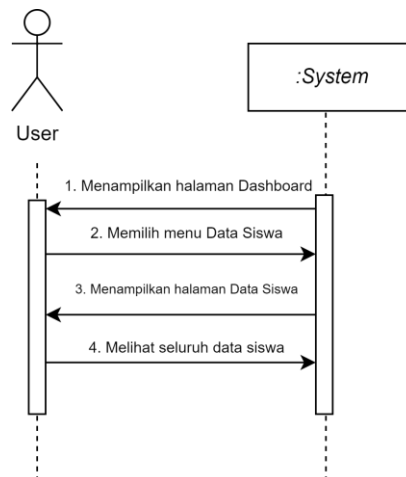 :System
User
1. Menampilkan halaman Dashboard
2. Memilih menu Data Siswa
3. Menampilkan halaman Data Siswa
4. Melihat seluruh data siswa